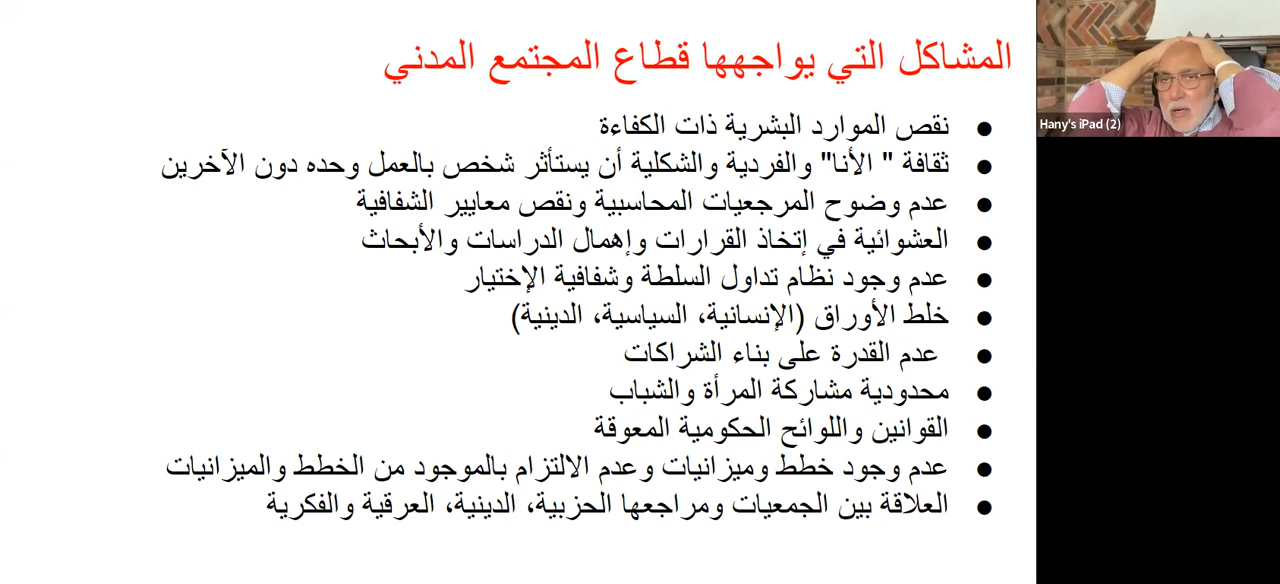 المشاكل التي يواجهها قطاع المجتمع المدني
● نقص الموارد البشرية ذات الكفاءة
● ثقافة " الأنا" والفردية والشكلية أن يستأثر شخص بالعمل وحده دون الآخرين
● عدم وضوح المرجعيات المحاسبية ونقص معايير الشفافية
● العشوائية في إتخاذ القرارات وإهمال الدراسات والأبحاث
● عدم وجود نظام تداول السلطة وشفافية الإختيار
● خلط الأوراق (الإنسانية، السياسية، الدينية)
● عدم القدرة على بناء الشراكات
● محدودية مشاركة المرأة والشباب
● القوانين واللوائح الحكومية المعوقة
● عدم وجود خطط وميزانيات وعدم الالتزام بالموجود من الخطط والميزانيات
● العلاقة بين الجمعيات ومراجعها الحزبية، الدينية، العرقية والفكرية
Hany's iPad (2)